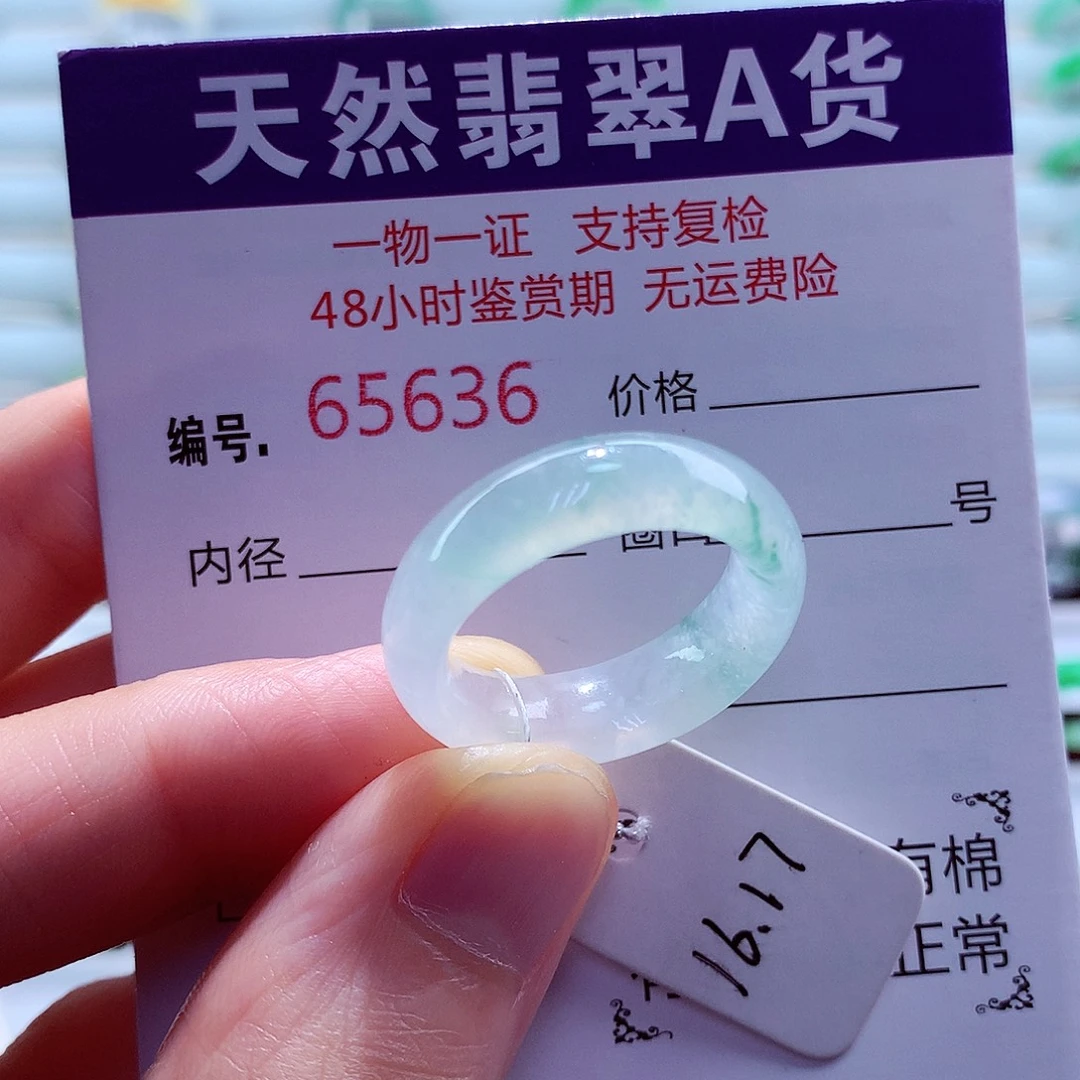 天然翡翠A货
一物一证 支持复检
48小时鉴赏期 无运费险
编号. 65636 价格
内径 号
有棉
正常
16.17